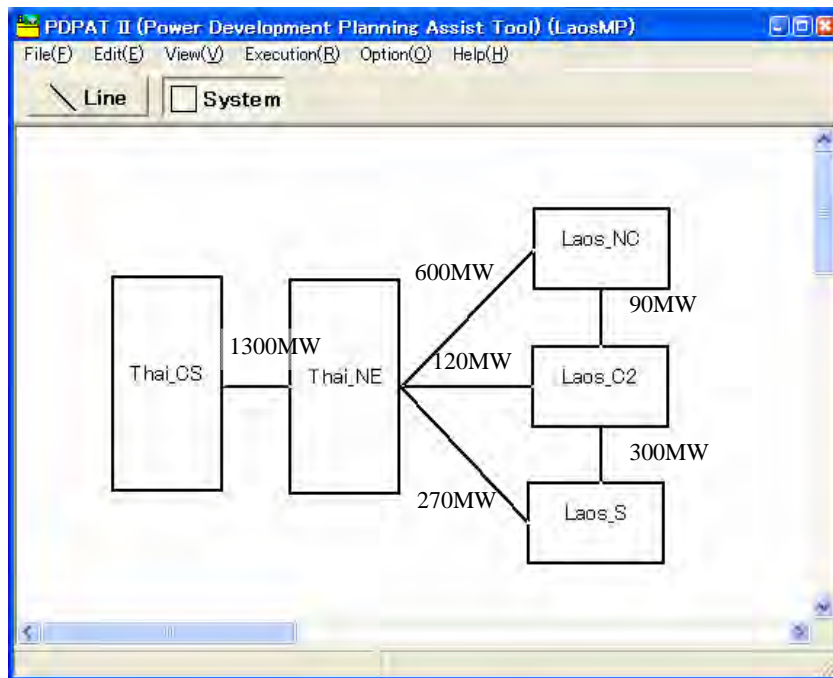 PDPAT II (Power Development Planning Assist Tool) (LaosMP)
File(F) Edit(E) View(V) Execution(R) Option(O) Help(H)
Line System
Laos_NC
600MW
90MW
1300MW
120MW
Thai_CS
Thai_NE
Laos_C2
300MW
270MW
Laos_S